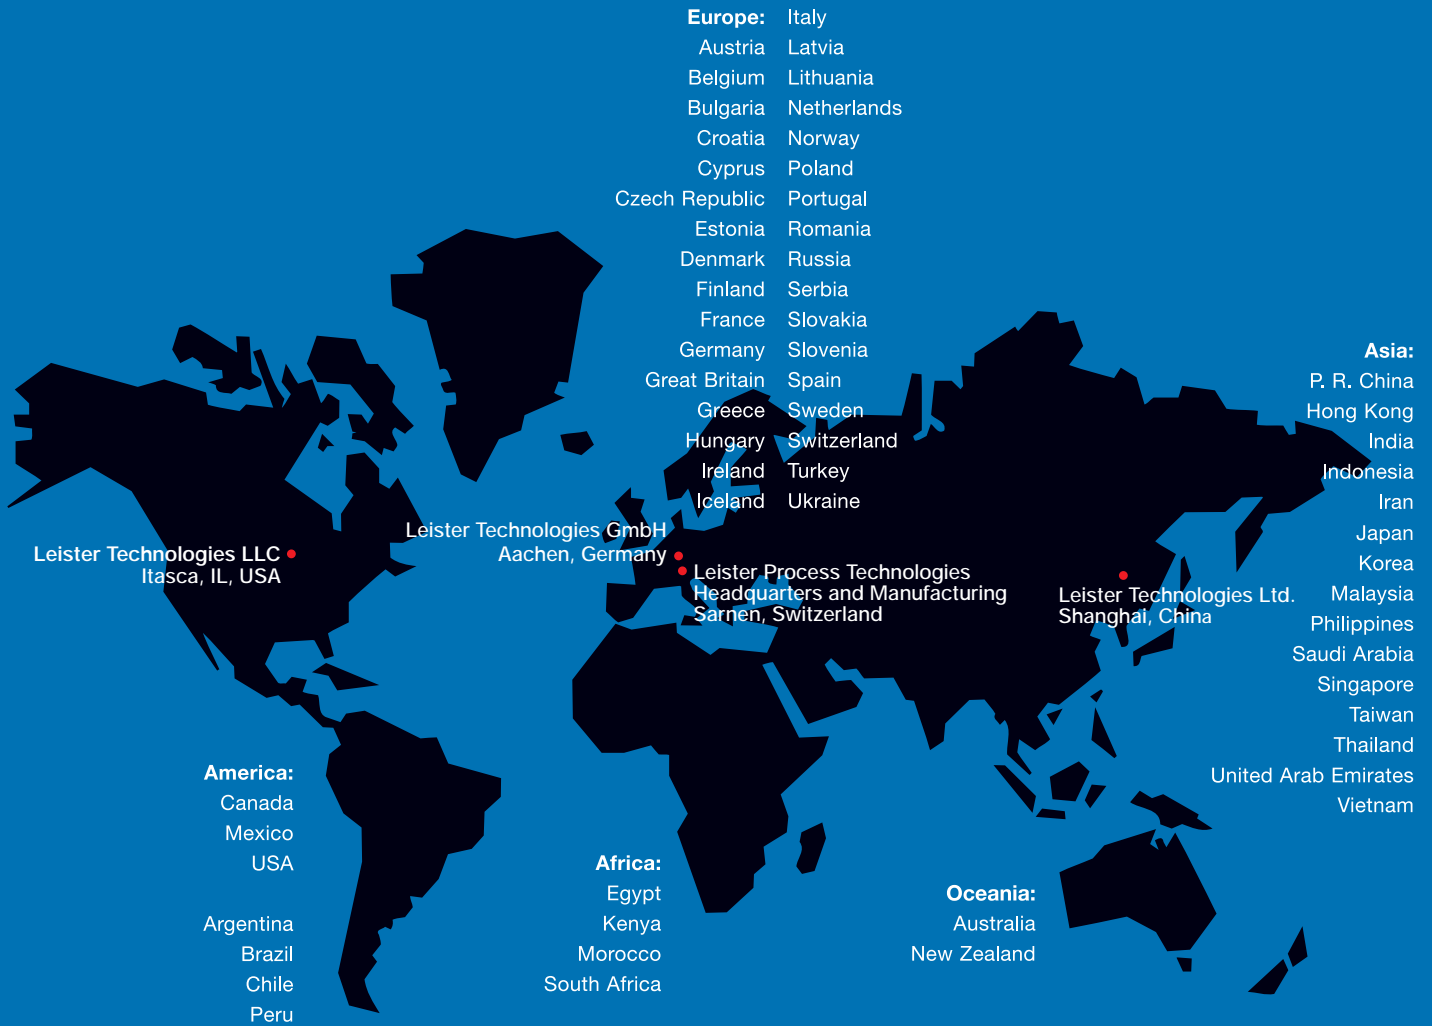 Europe:
Austria
Belgium
Bulgaria
Croatia
Cyprus
Czech Republic
Estonia
Denmark
Finland
France
Germany
Great Britain
Greece
Hungary
Ireland
Iceland
Italy
Latvia
Lithuania
Netherlands
Norway
Poland
Portugal
Romania
Russia
Serbia
Slovakia
Slovenia
Spain
Sweden
Switzerland
Turkey
Ukraine
Asia:
P. R. China
Hong Kong
India
Indonesia
Iran
Japan
Korea
Malaysia
Philippines
Saudi Arabia
Singapore
Taiwan
Thailand
United Arab Emirates
Vietnam
Leister Technologies LLC
Itasca, IL, USA
Leister Technologies GmbH
Aachen, Germany
Leister Process Technologies
Headquarters and Manufacturing
Sarnen, Switzerland
Leister Technologies Ltd.
Shanghai, China
America:
Canada
Mexico
USA
Argentina
Brazil
Chile
Peru
Africa:
Egypt
Kenya
Morocco
South Africa
Oceania:
Australia
New Zealand